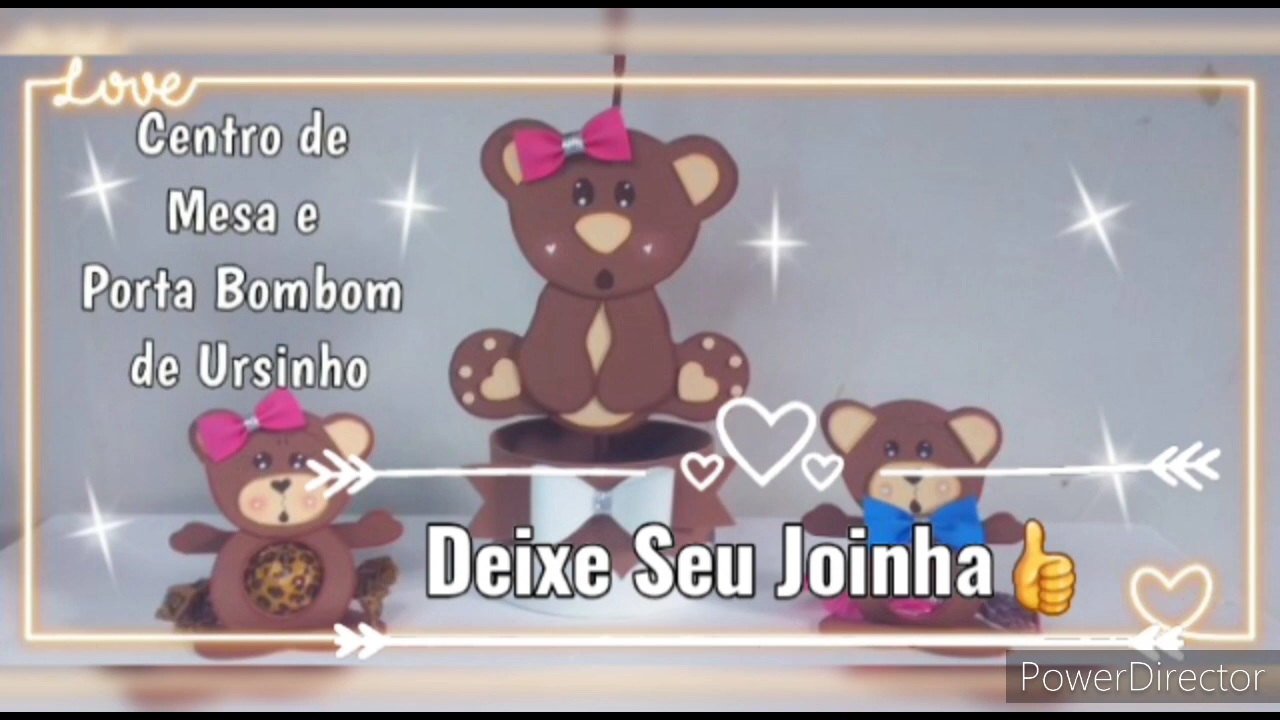 Love
Centro de
Mesa e
Porta Bombom
de Ursinho
Deixe Seu Joinha👍
PowerDirector